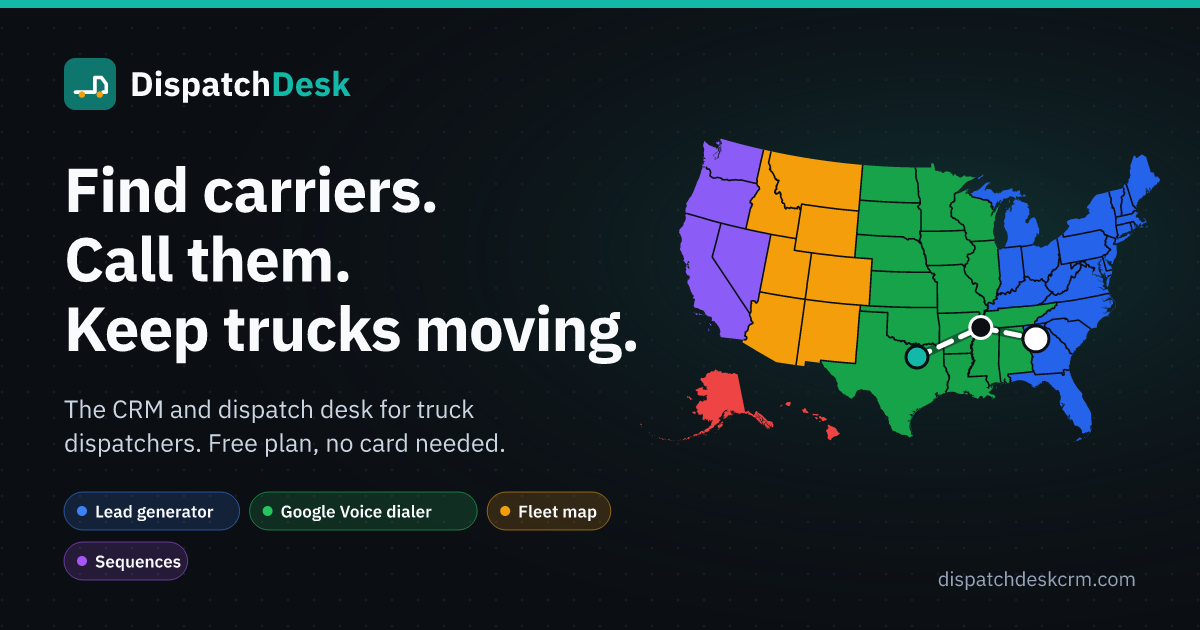 DispatchDesk
Find carriers.
Call them.
Keep trucks moving.
The CRM and dispatch desk for truck
dispatchers. Free plan, no card needed.
Lead generator
Google Voice dialer
Fleet map
Sequences
dispatchdeskcrm.com